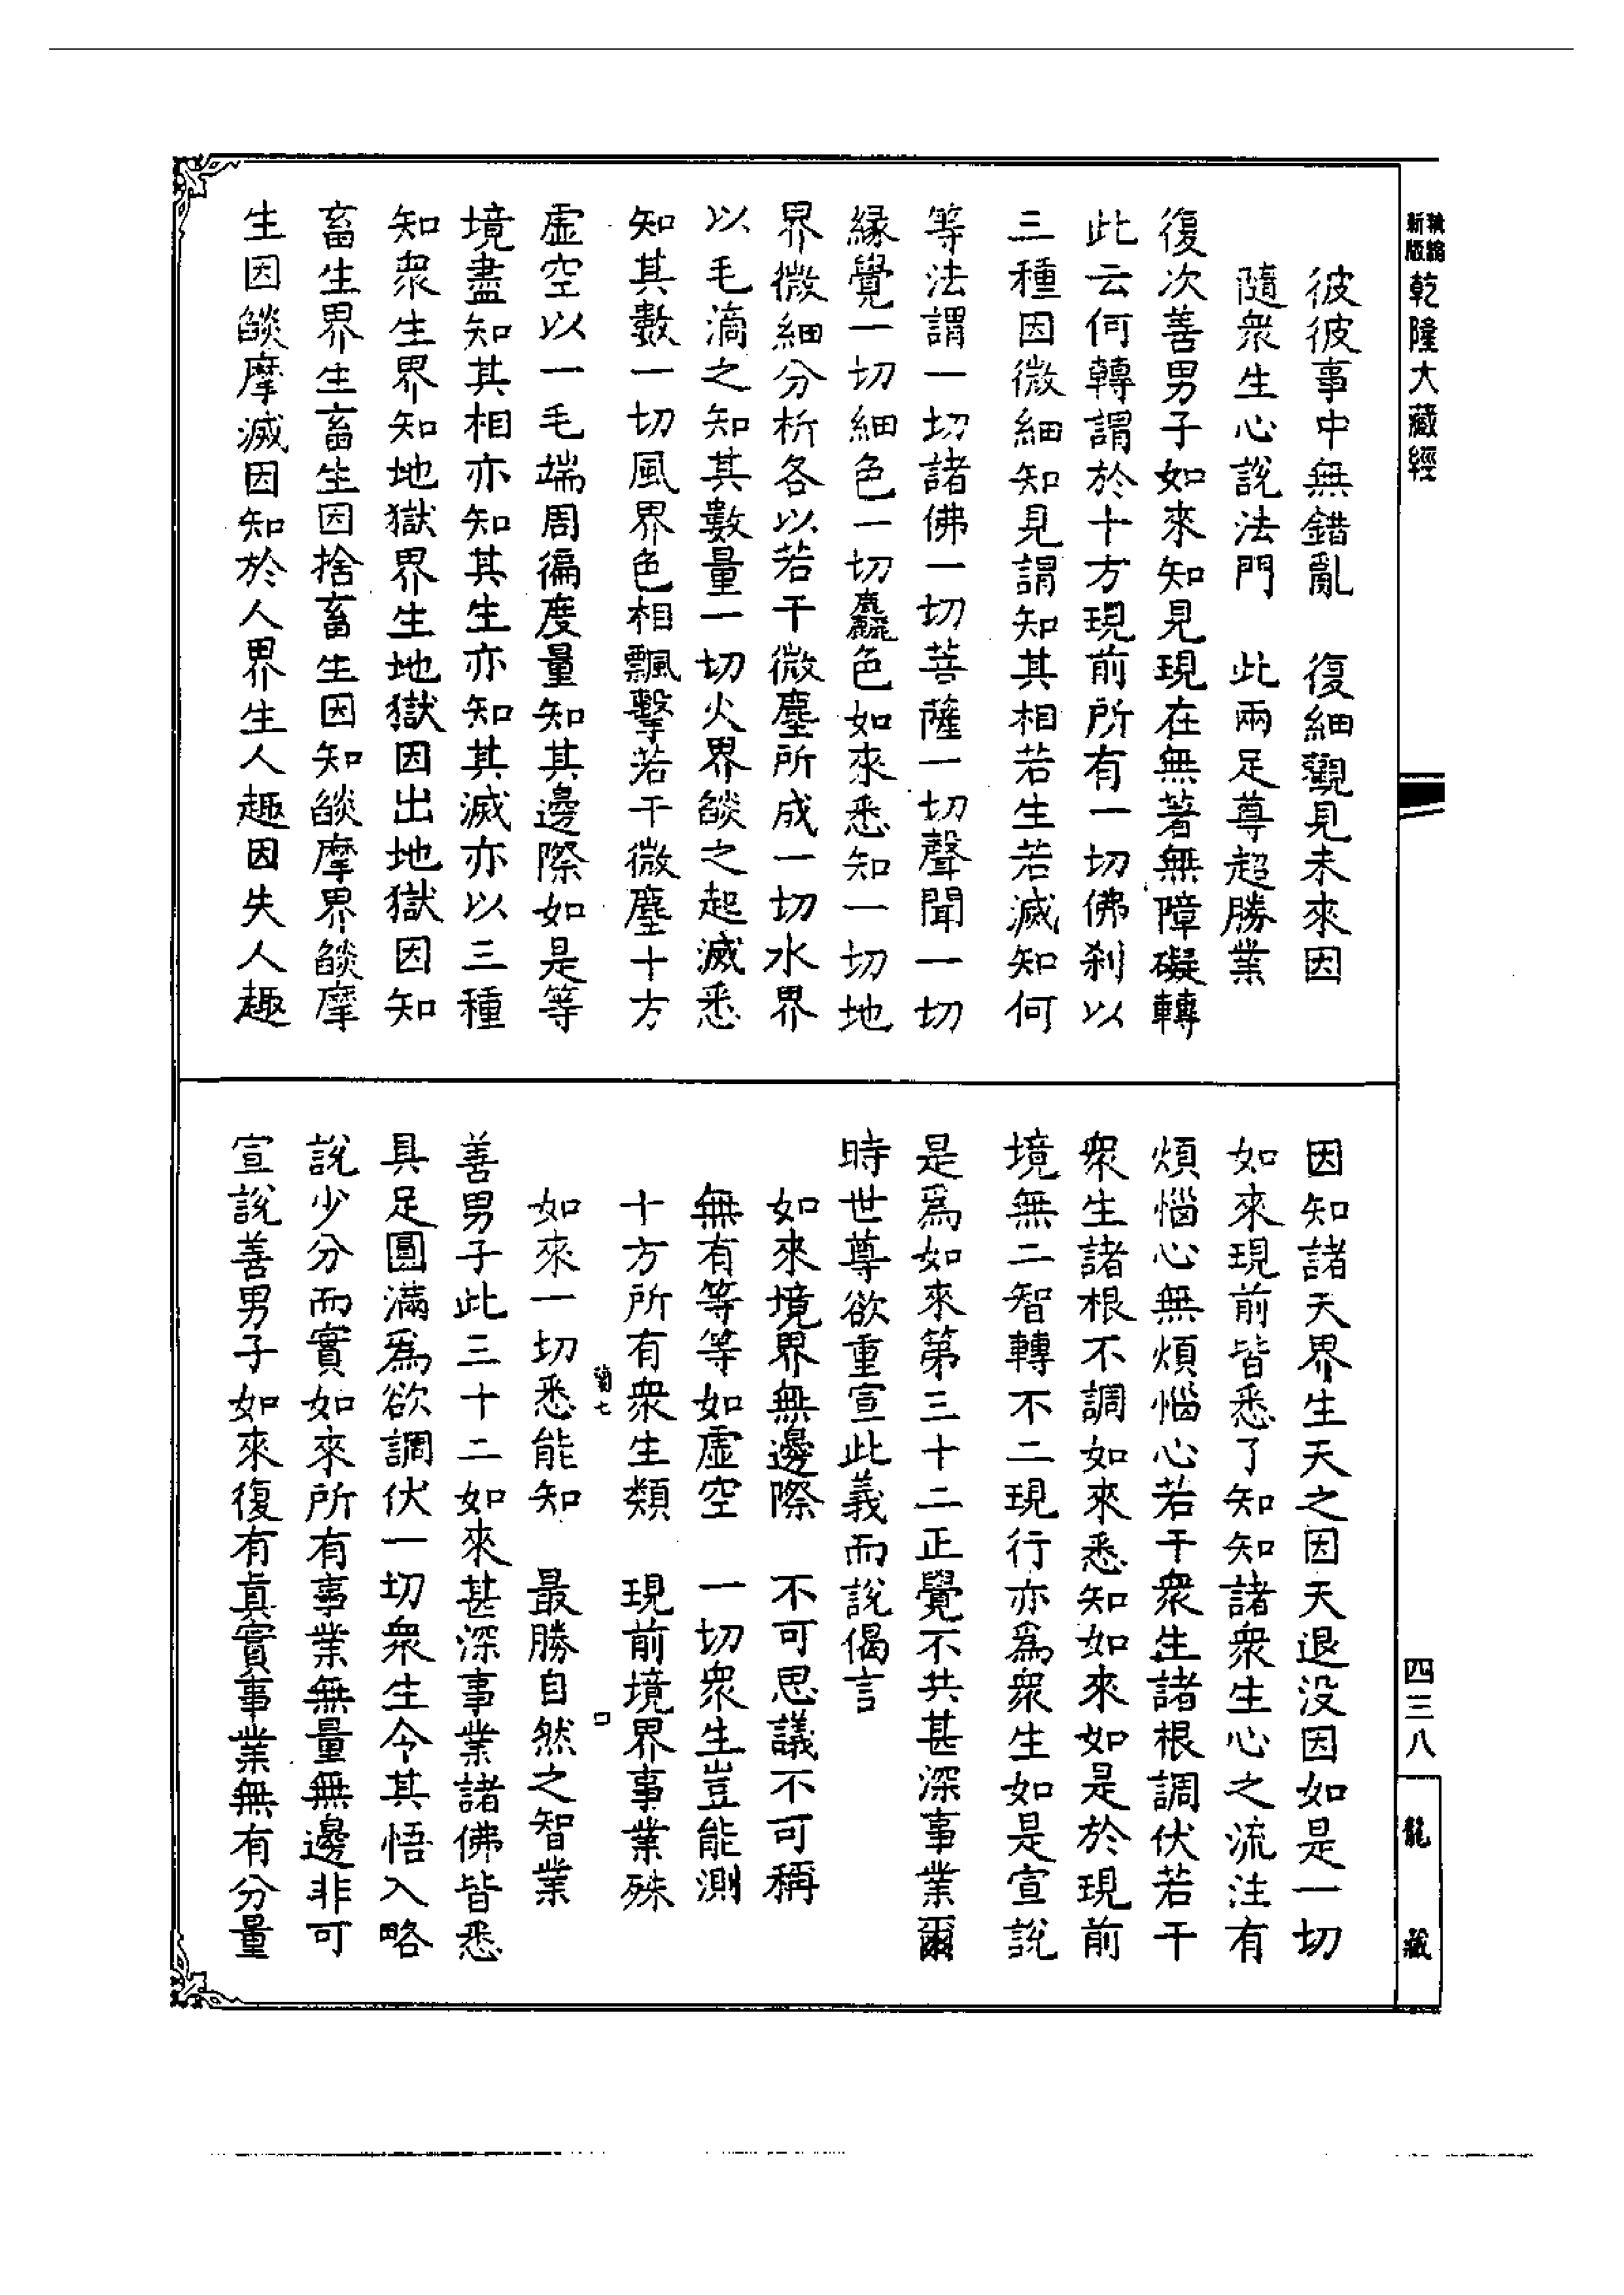 新版
乾隆大藏經
彼彼事中無錯亂　復細觀見未來因
隨衆生心說法門　此兩足尊超勝業
復次善男子如來知見現在無著無障礙轉
此云何轉謂於十方現前所有一切佛刹以
三種因微細知見謂知其相若生若滅知何
等法謂一切諸佛一切菩薩一切聲聞一切
緣覺一切細色一切麤色如來悉知一切地
界微細分析各以若干微塵所成一切水界
以毛滴之知其數量一切火界燄之起滅悉
知其數一切風界色相飄擊若干微塵十方
虛空以一毛端周徧度量知其邊際如是等
境盡知其相亦知其生亦知其滅亦以三種
知衆生界知地獄界生地獄因出地獄因知
畜生界生畜生因捨畜生因知燄摩界燄摩
生因燄摩滅因知於人界生人趣因失人趣
因知諸天界生天之因天退没因如是一切
如來現前皆悉了知知諸衆生心之流注有
煩惱心無煩惱心若干衆生諸根調伏若干
衆生諸根不調如來悉知如來如是於現前
境無二智轉不二現行亦爲衆生如是宣說
是爲如來第三十二正覺不共甚深事業爾
時世尊欲重宣此義而說偈言
如來境界無邊際　不可思議不可稱
無有等等如虛空　一切衆生豈能測
十方所有衆生類　現前境界事業殊
如來一切悉能知　最勝自然之智業
善男子此三十二如來甚深事業諸佛皆悉
具足圓滿爲欲調伏一切衆生令其悟入略
說少分而實如來所有事業無量無邊非可
宣說善男子如來復有真實事業無有分量
四三八
龍藏